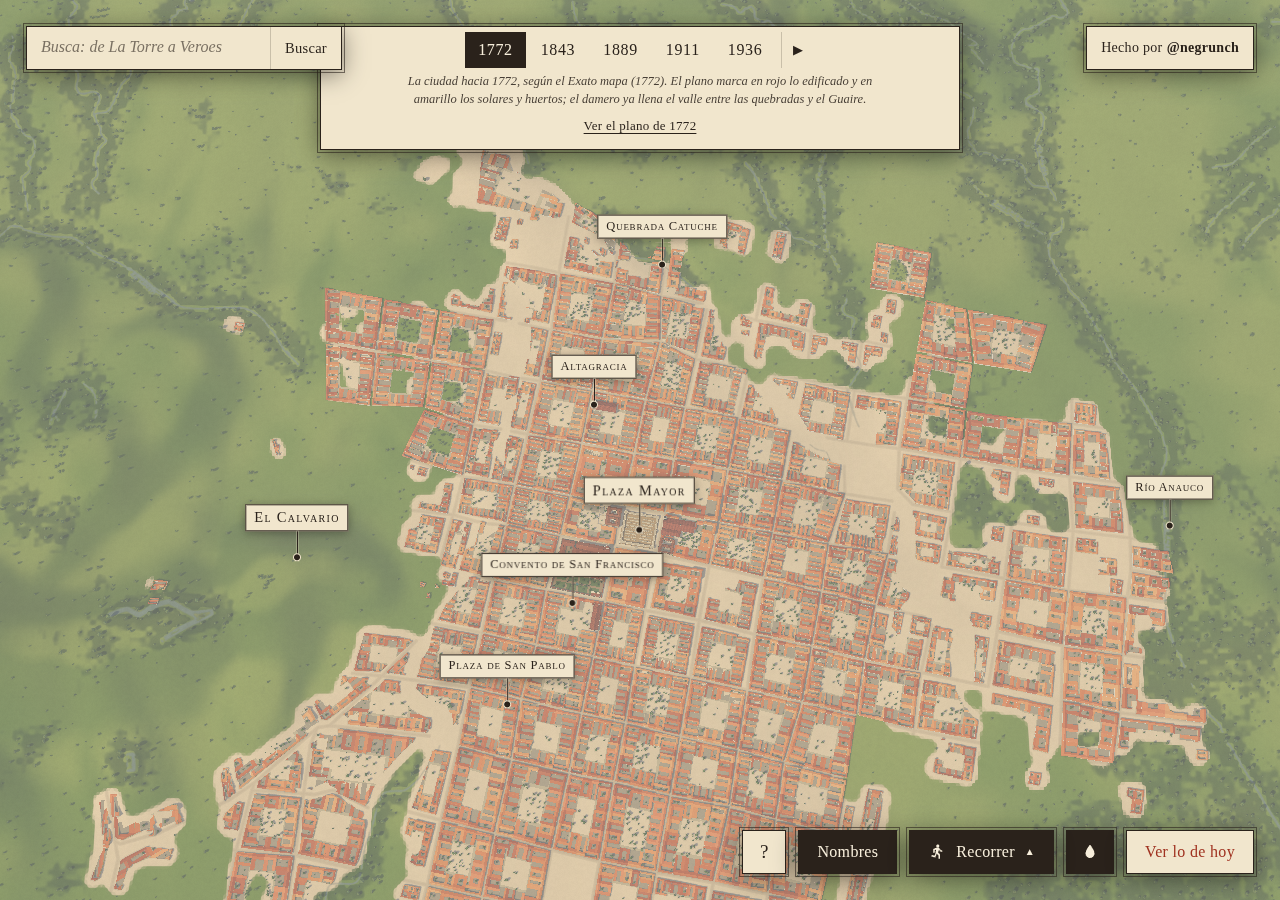 Busca: de La Torre a Veroes
Buscar
1772 1843 1889 1911 1936 ▶
La ciudad hacia 1772, según el Exato mapa (1772). El plano marca en rojo lo edificado y en
amarillo los solares y huertos; el damero ya llena el valle entre las quebradas y el Guaire.
Ver el plano de 1772
Hecho por @negrunch
Quebrada Catuche
Altagracia
Plaza Mayor
Río Anauco
El Calvario
Convento de San Francisco
Plaza de San Pablo
?
Nombres
Recorrer ▲
Ver lo de hoy